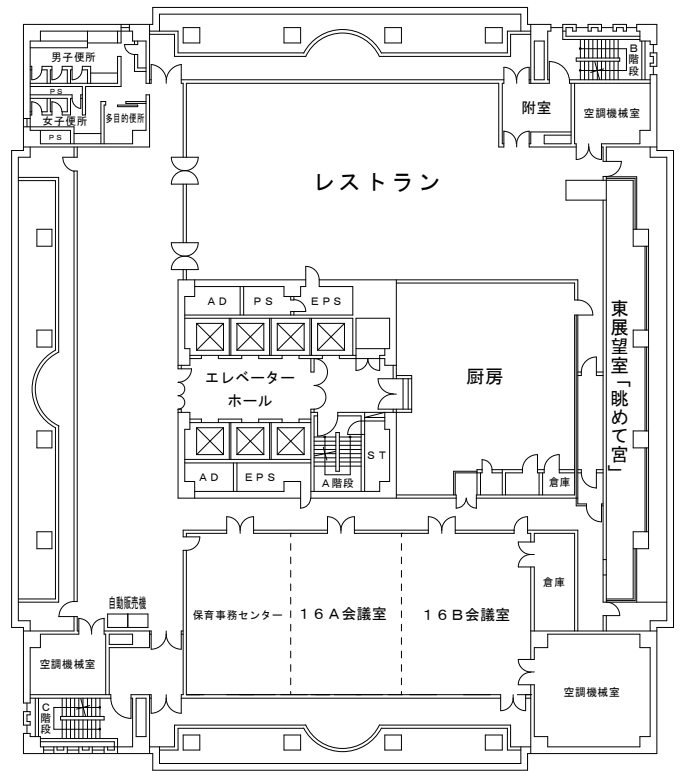 男子便所
B階段
PS
附室
空調機械室
女子便所
多目的便所
PS
レストラン
AD
PS
EPS
東展望室「眺めて宮」
エレベーター
ホール
厨房
ST
AD
EPS
A階段
倉庫
自動販売機
保育事務センター
16A会議室
16B会議室
倉庫
空調機械室
空調機械室
C階段